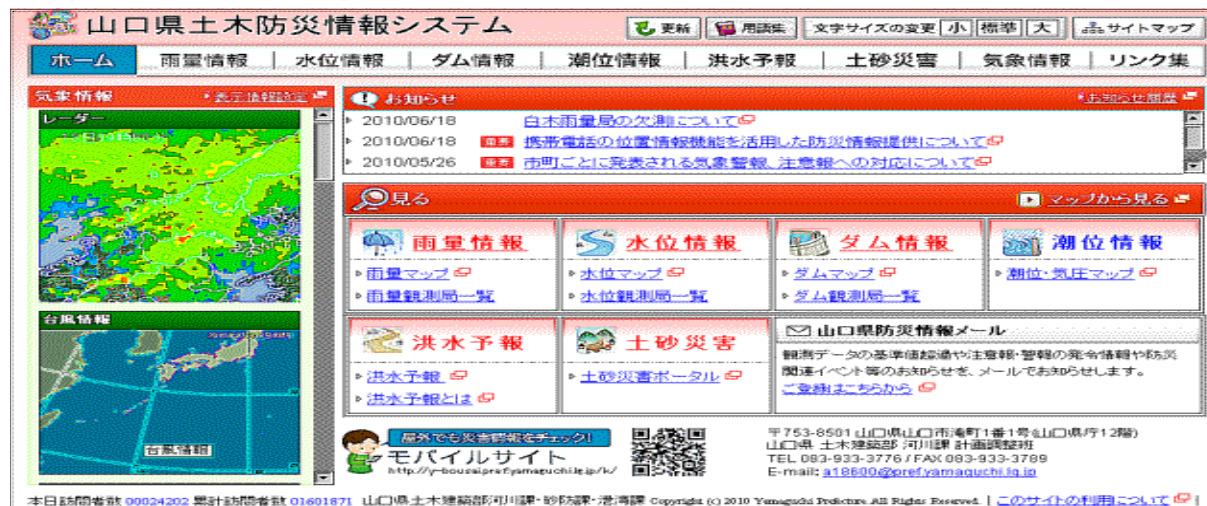 山口県土木防災情報システム
更新 用語集 文字サイズの変更 小 標準 大 サイトマップ
ホーム 雨量情報 水位情報 ダム情報 潮位情報 洪水予報 土砂災害 気象情報 リンク集
気象情報 表示情報設定
レーダー
お知らせ お知らせ履歴
2010/06/18 白木雨量局の欠測について
2010/06/18 重要 携帯電話の位置情報機能を活用した防災情報提供について
2010/05/26 重要 市町ごとに発表される気象警報、注意報への対応について
見る マップから見る
雨量情報 水位情報 ダム情報 潮位情報
雨量マップ 水位マップ ダムマップ 潮位・気圧マップ
雨量観測局一覧 水位観測局一覧 ダム観測局一覧
台風情報
台風情報
洪水予報 土砂災害
洪水予報 土砂災害ポータル
洪水予報とは
山口県防災情報メール
観測データの基準値超過や注意報・警報の発令情報や防災
関連イベント等のお知らせを、メールでお知らせします。
ご登録はこちらから
屋外でも災害情報をチェック!
モバイルサイト
http://y-bousai.pref.yamaguchi.lg.jp/k/
〒753-8501 山口県山口市滝町1番1号(山口県庁12階)
山口県 土木建築部 河川課 計画調整班
TEL 083-933-3776 / FAX 083-933-3789
E-mail: a18600@pref.yamaguchi.lg.jp
本日訪問者数 00024202 累計訪問者数 01601871 山口県土木建築部河川課・砂防課・港湾課 Copyright (c) 2010 Yamaguchi Prefecture. All Rights Reserved. | このサイトの利用について |